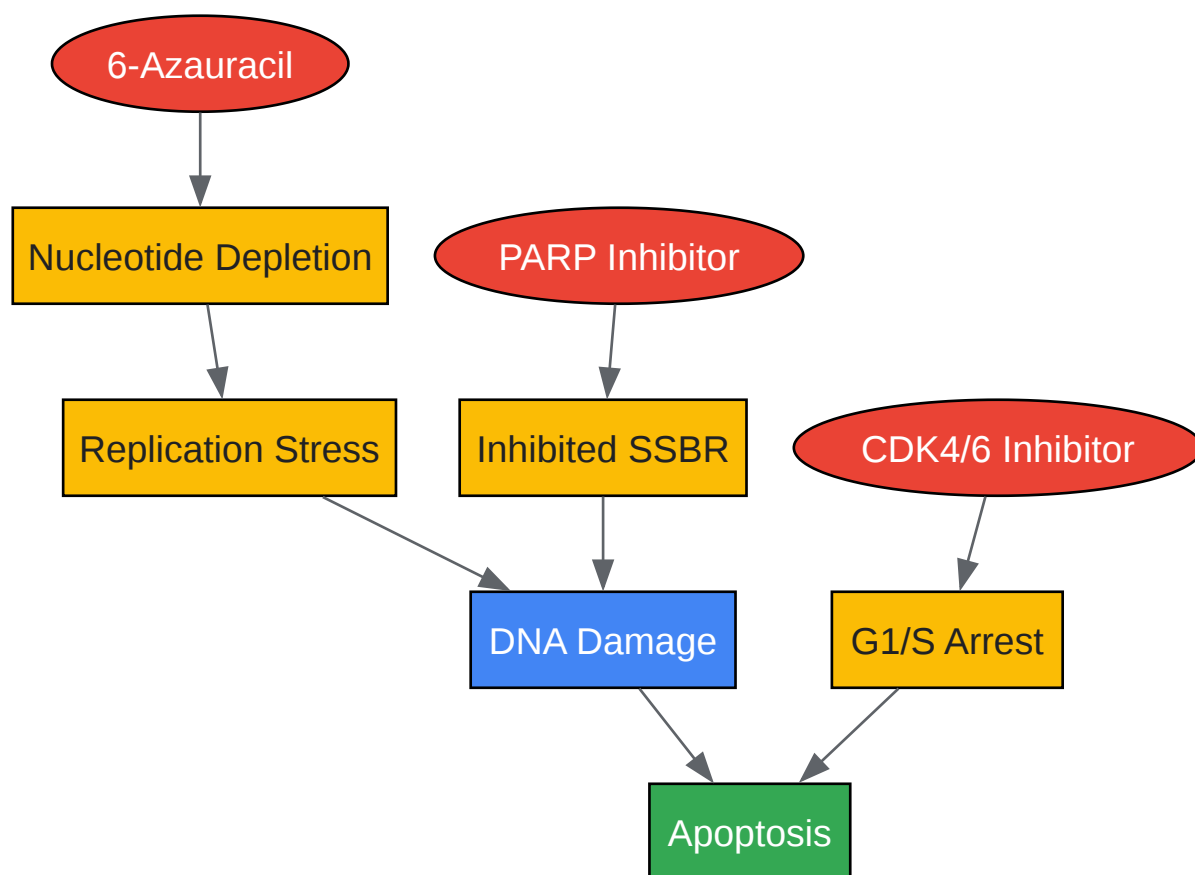 6-Azauracil
Nucleotide Depletion
PARP Inhibitor
Replication Stress
Inhibited SSBR
CDK4/6 Inhibitor
DNA Damage
G1/S Arrest
Apoptosis